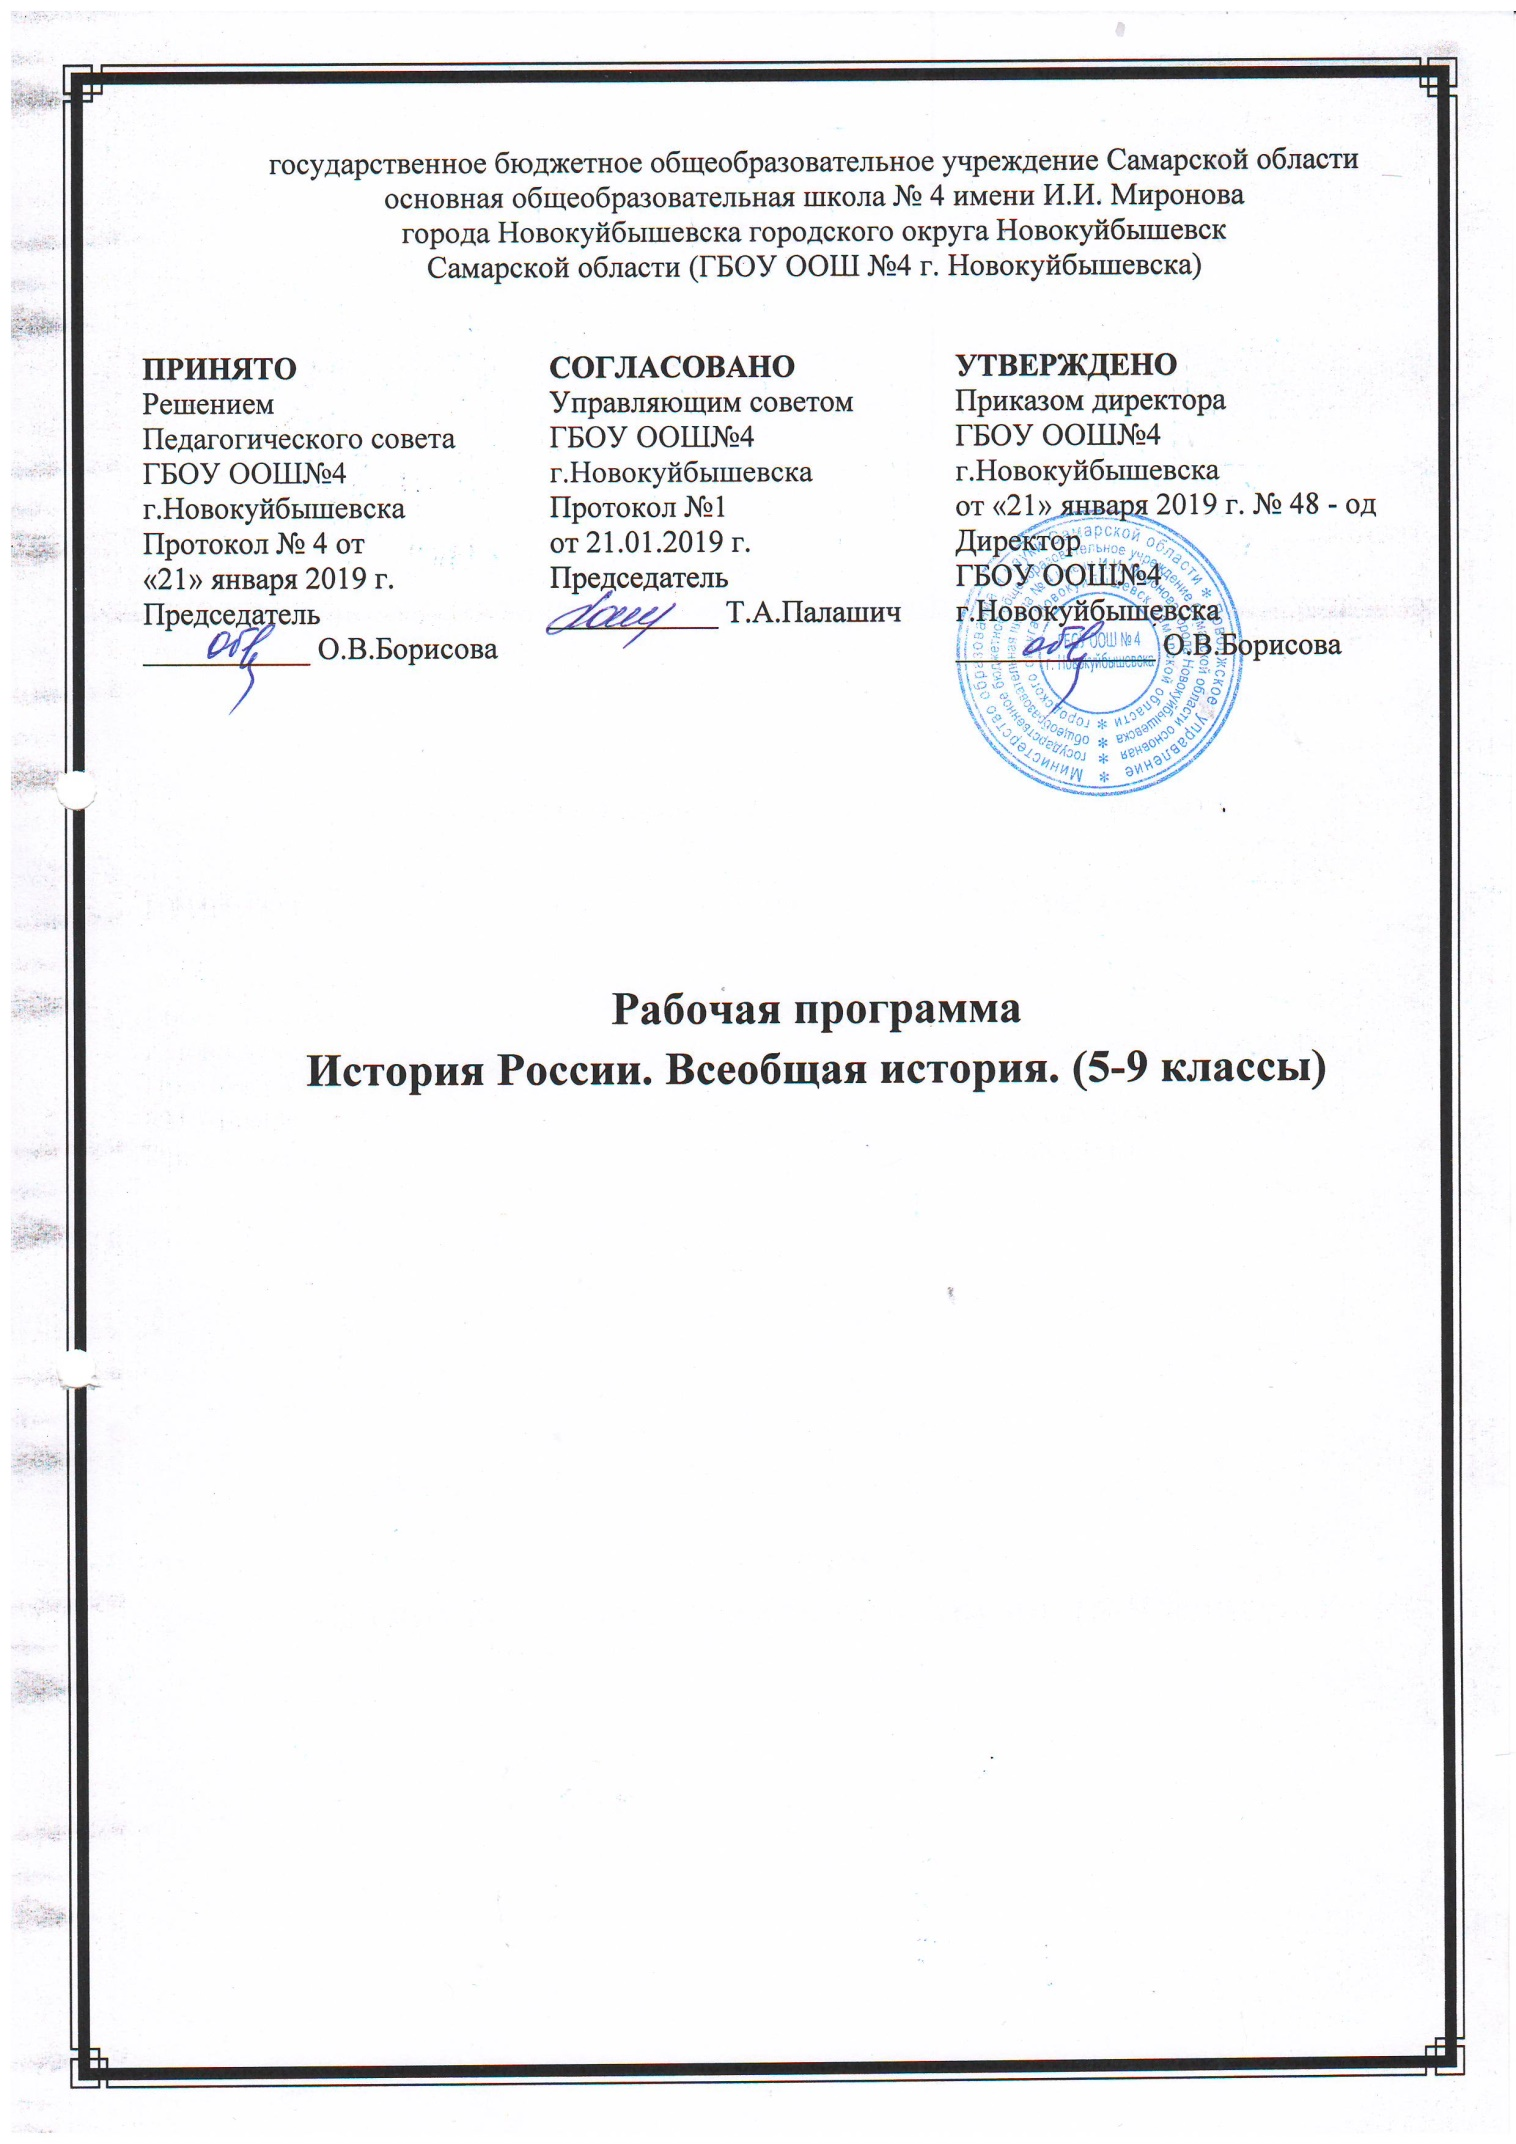 государственное бюджетное общеобразовательное учреждение Самарской области
основная общеобразовательная школа № 4 имени И.И. Миронова
города Новокуйбышевска городского округа Новокуйбышевск
Самарской области (ГБОУ ООШ №4 г. Новокуйбышевска)
ПРИНЯТО
Решением
Педагогического совета
ГБОУ ООШ№4
г.Новокуйбышевска
Протокол № 4 от
«21» января 2019 г.
Председатель
О.В.Борисова
СОГЛАСОВАНО
Управляющим советом
ГБОУ ООШ№4
г.Новокуйбышевска
Протокол №1
от 21.01.2019 г.
Председатель
Т.А.Палашич
УТВЕРЖДЕНО
Приказом директора
ГБОУ ООШ№4
г.Новокуйбышевска
от «21» января 2019 г. № 48 - од
Директор
ГБОУ ООШ№4
г.Новокуйбышевска
О.В.Борисова
ГБОУ ООШ № 4
г. Новокуйбышевска
Рабочая программа
История России. Всеобщая история. (5-9 классы)